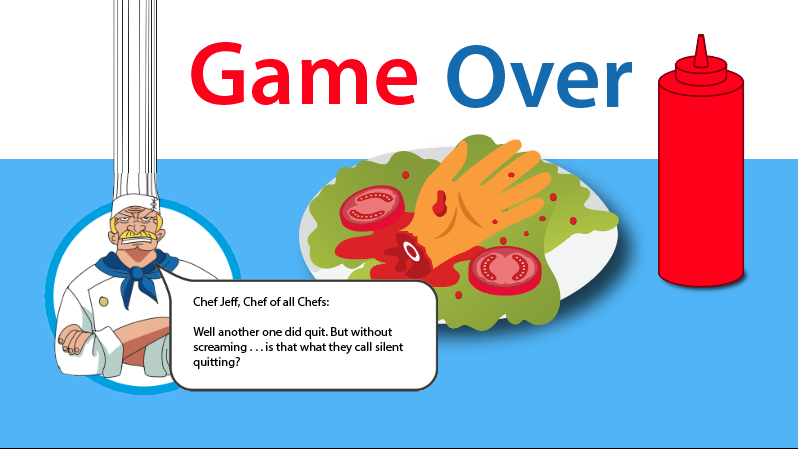 Game Over
Chef Jeff, Chef of all Chefs:
Well another one did quit. But without
screaming . . . is that what they call silent
quitting?